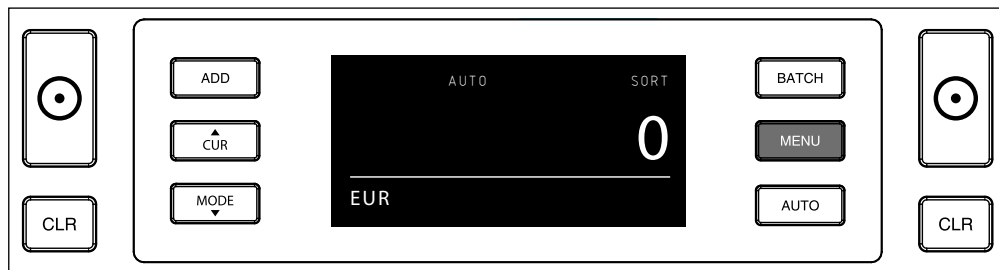 ADD
AUTO SORT
BATCH
CUR
0
MENU
MODE
EUR
AUTO
CLR
CLR